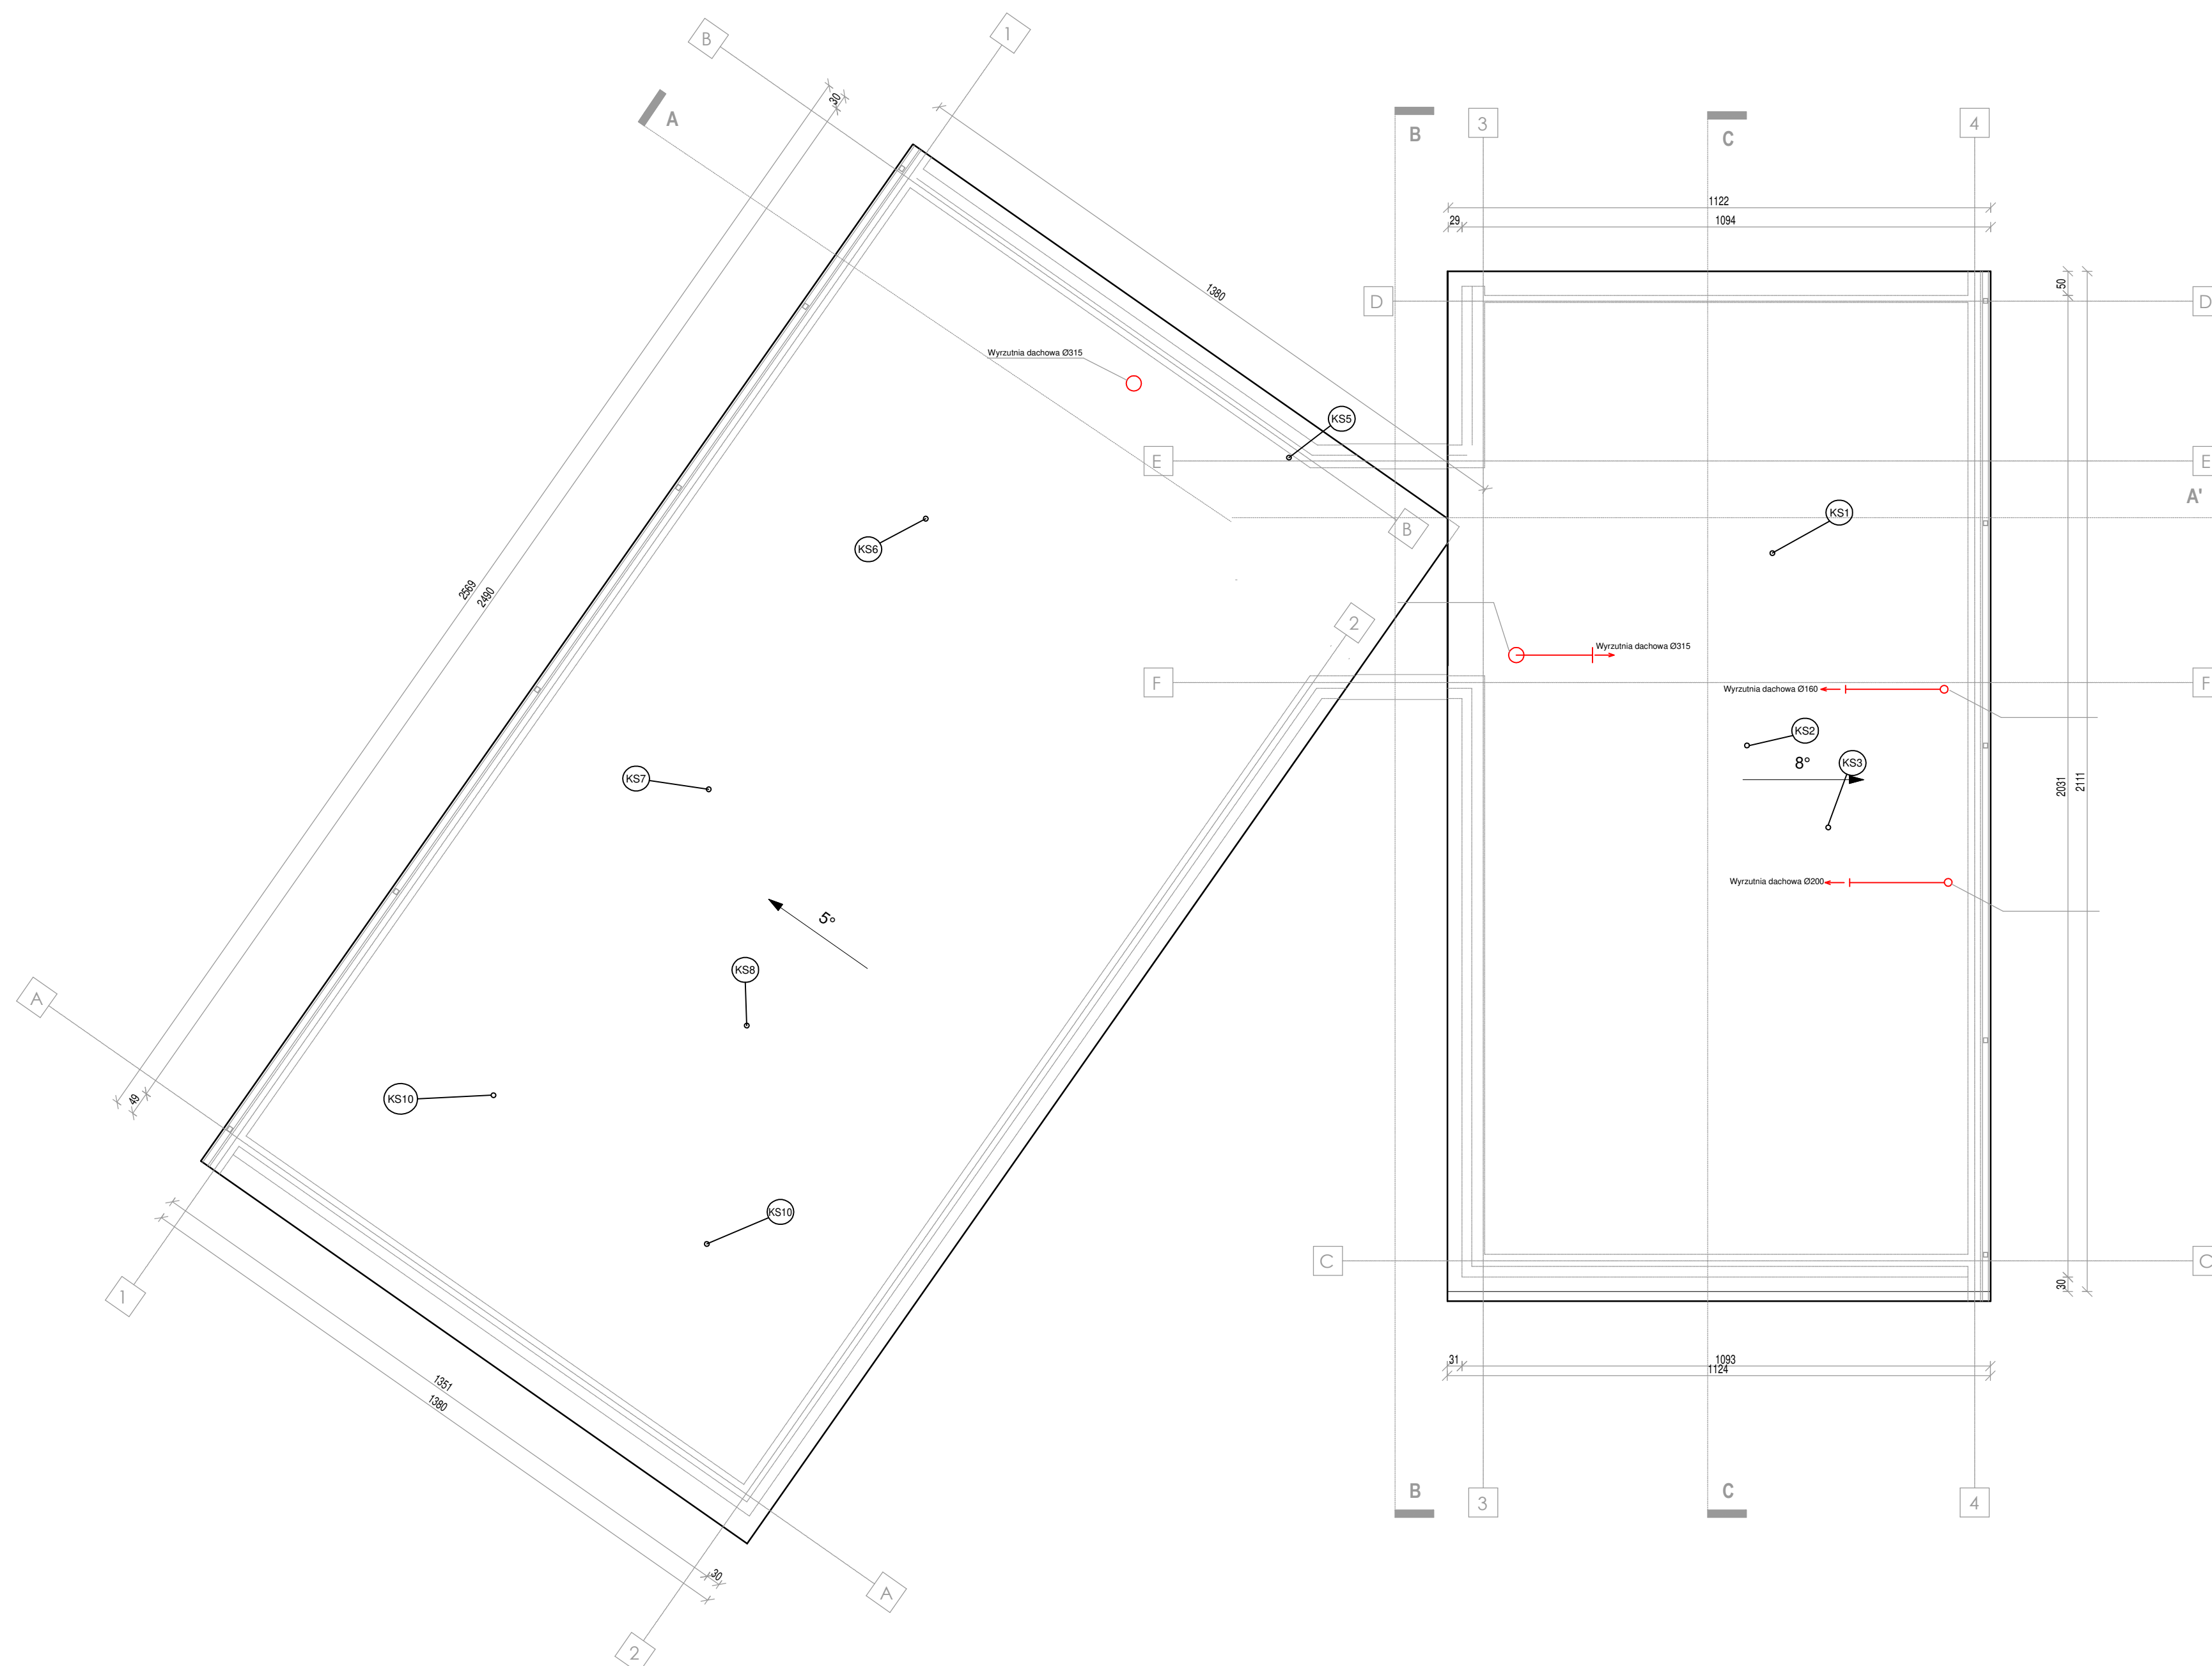 1
B
30
A
B
3
C
4
1122
29
1094
1380
50
D
D
Wyrzutnia dachowa Ø315
KS5
E
E
A'
KS1
B
KS6
2569
2490
2
Wyrzutnia dachowa Ø315
F
F
Wyrzutnia dachowa Ø160
KS2
8°
KS3
KS7
2031
2111
Wyrzutnia dachowa Ø200
5°
KS8
A
49
KS10
KS10
C
C
1
30
31
1093
1124
1351
1380
B
3
C
4
30
A
2